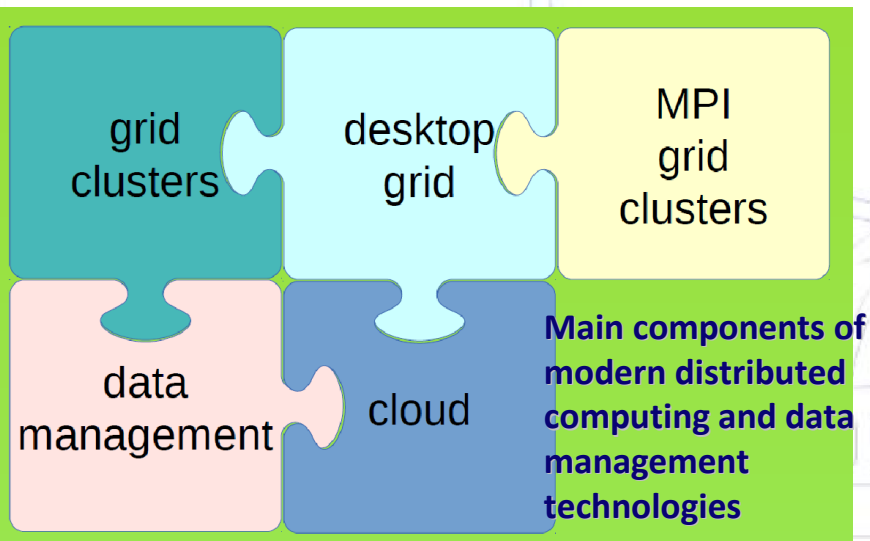 grid
clusters
desktop
grid
MPI
grid
clusters
data
management
cloud
Main components of
modern distributed
computing and data
management
technologies